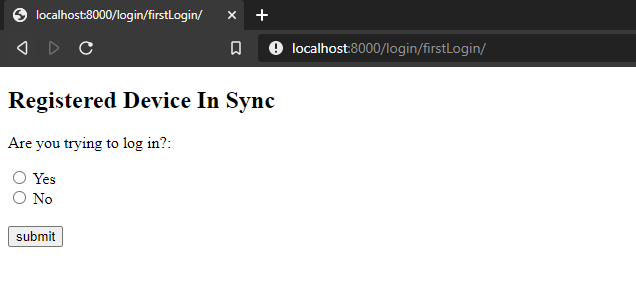 localhost:8000/login/firstLogin/
localhost:8000/login/firstLogin/
Registered Device In Sync
Are you trying to log in?:
Yes
No
submit